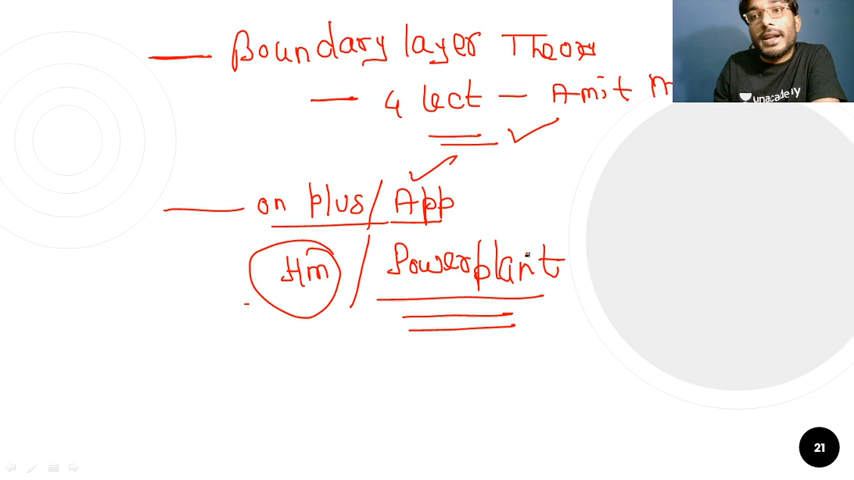 — Boundary layer Theory
— 4 lect — Amit
unacademy
— on plus/App
Hm / Powerplant
21